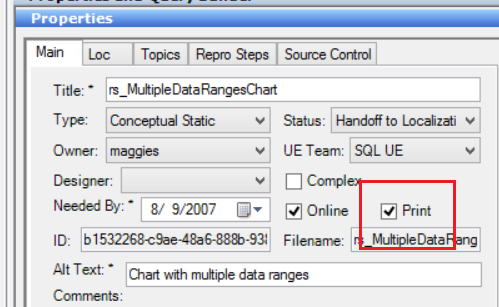 Properties and Query Builder
Properties
Main Loc Topics Repro Steps Source Control
Title: * rs_MultipleDataRangesChart
Type: Conceptual Static Status: Handoff to Localizati
Owner: maggies UE Team: SQL UE
Designer: Complex
Needed By: * 8/ 9/2007 Online Print
ID: b1532268-c9ae-48a6-888b-938 Filename: rs_MultipleDataRang
Alt Text: * Chart with multiple data ranges
Comments: